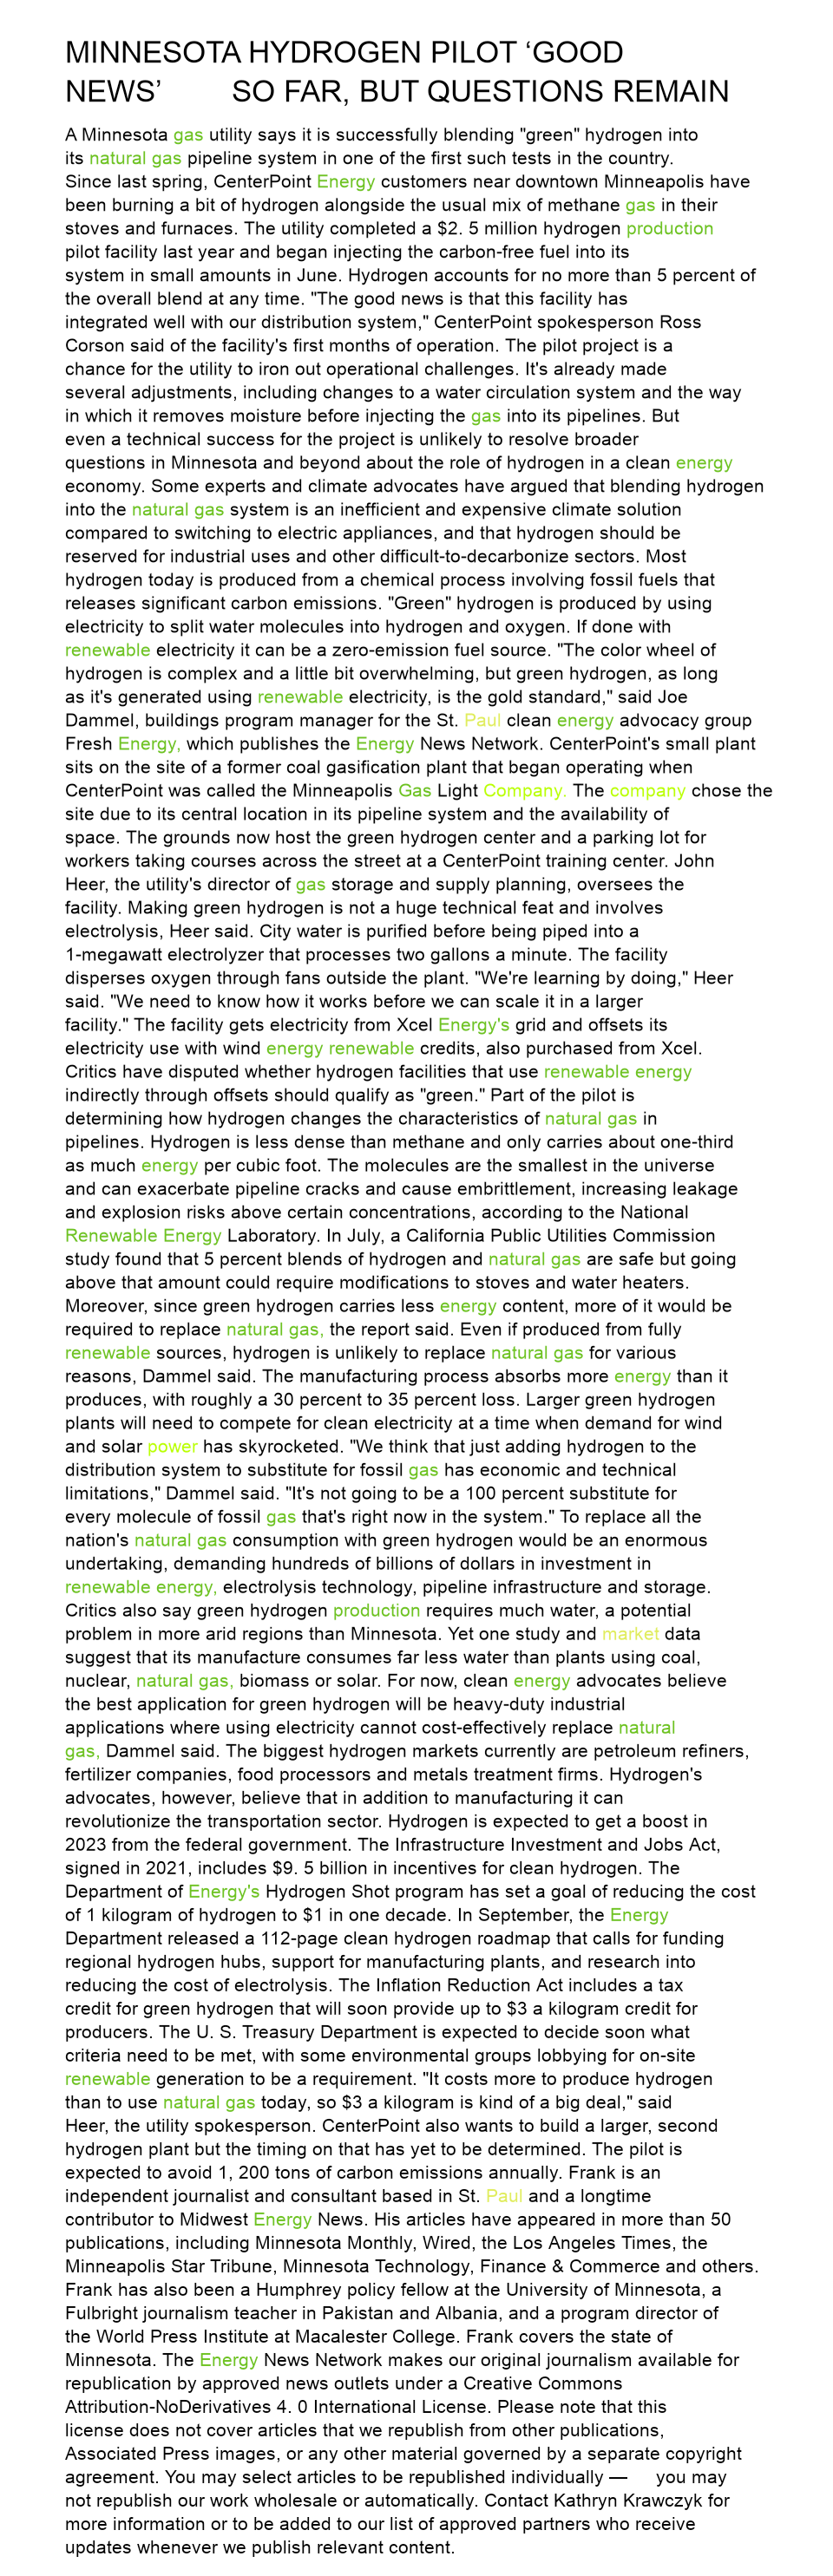 MINNESOTA HYDROGEN PILOT ‘GOOD
NEWS’ SO FAR, BUT QUESTIONS REMAIN
A Minnesota gas utility says it is successfully blending "green" hydrogen into
its natural gas pipeline system in one of the first such tests in the country.
Since last spring, CenterPoint Energy customers near downtown Minneapolis have
been burning a bit of hydrogen alongside the usual mix of methane gas in their
stoves and furnaces. The utility completed a $2. 5 million hydrogen production
pilot facility last year and began injecting the carbon-free fuel into its
system in small amounts in June. Hydrogen accounts for no more than 5 percent of
the overall blend at any time. "The good news is that this facility has
integrated well with our distribution system," CenterPoint spokesperson Ross
Corson said of the facility's first months of operation. The pilot project is a
chance for the utility to iron out operational challenges. It's already made
several adjustments, including changes to a water circulation system and the way
in which it removes moisture before injecting the gas into its pipelines. But
even a technical success for the project is unlikely to resolve broader
questions in Minnesota and beyond about the role of hydrogen in a clean energy
economy. Some experts and climate advocates have argued that blending hydrogen
into the natural gas system is an inefficient and expensive climate solution
compared to switching to electric appliances, and that hydrogen should be
reserved for industrial uses and other difficult-to-decarbonize sectors. Most
hydrogen today is produced from a chemical process involving fossil fuels that
releases significant carbon emissions. "Green" hydrogen is produced by using
electricity to split water molecules into hydrogen and oxygen. If done with
renewable electricity it can be a zero-emission fuel source. "The color wheel of
hydrogen is complex and a little bit overwhelming, but green hydrogen, as long
as it's generated using renewable electricity, is the gold standard," said Joe
Dammel, buildings program manager for the St. Paul clean energy advocacy group
Fresh Energy, which publishes the Energy News Network. CenterPoint's small plant
sits on the site of a former coal gasification plant that began operating when
CenterPoint was called the Minneapolis Gas Light Company. The company chose the
site due to its central location in its pipeline system and the availability of
space. The grounds now host the green hydrogen center and a parking lot for
workers taking courses across the street at a CenterPoint training center. John
Heer, the utility's director of gas storage and supply planning, oversees the
facility. Making green hydrogen is not a huge technical feat and involves
electrolysis, Heer said. City water is purified before being piped into a
1-megawatt electrolyzer that processes two gallons a minute. The facility
disperses oxygen through fans outside the plant. "We're learning by doing," Heer
said. "We need to know how it works before we can scale it in a larger
facility." The facility gets electricity from Xcel Energy's grid and offsets its
electricity use with wind energy renewable credits, also purchased from Xcel.
Critics have disputed whether hydrogen facilities that use renewable energy
indirectly through offsets should qualify as "green." Part of the pilot is
determining how hydrogen changes the characteristics of natural gas in
pipelines. Hydrogen is less dense than methane and only carries about one-third
as much energy per cubic foot. The molecules are the smallest in the universe
and can exacerbate pipeline cracks and cause embrittlement, increasing leakage
and explosion risks above certain concentrations, according to the National
Renewable Energy Laboratory. In July, a California Public Utilities Commission
study found that 5 percent blends of hydrogen and natural gas are safe but going
above that amount could require modifications to stoves and water heaters.
Moreover, since green hydrogen carries less energy content, more of it would be
required to replace natural gas, the report said. Even if produced from fully
renewable sources, hydrogen is unlikely to replace natural gas for various
reasons, Dammel said. The manufacturing process absorbs more energy than it
produces, with roughly a 30 percent to 35 percent loss. Larger green hydrogen
plants will need to compete for clean electricity at a time when demand for wind
and solar power has skyrocketed. "We think that just adding hydrogen to the
distribution system to substitute for fossil gas has economic and technical
limitations," Dammel said. "It's not going to be a 100 percent substitute for
every molecule of fossil gas that's right now in the system." To replace all the
nation's natural gas consumption with green hydrogen would be an enormous
undertaking, demanding hundreds of billions of dollars in investment in
renewable energy, electrolysis technology, pipeline infrastructure and storage.
Critics also say green hydrogen production requires much water, a potential
problem in more arid regions than Minnesota. Yet one study and market data
suggest that its manufacture consumes far less water than plants using coal,
nuclear, natural gas, biomass or solar. For now, clean energy advocates believe
the best application for green hydrogen will be heavy-duty industrial
applications where using electricity cannot cost-effectively replace natural
gas, Dammel said. The biggest hydrogen markets currently are petroleum refiners,
fertilizer companies, food processors and metals treatment firms. Hydrogen's
advocates, however, believe that in addition to manufacturing it can
revolutionize the transportation sector. Hydrogen is expected to get a boost in
2023 from the federal government. The Infrastructure Investment and Jobs Act,
signed in 2021, includes $9. 5 billion in incentives for clean hydrogen. The
Department of Energy's Hydrogen Shot program has set a goal of reducing the cost
of 1 kilogram of hydrogen to $1 in one decade. In September, the Energy
Department released a 112-page clean hydrogen roadmap that calls for funding
regional hydrogen hubs, support for manufacturing plants, and research into
reducing the cost of electrolysis. The Inflation Reduction Act includes a tax
credit for green hydrogen that will soon provide up to $3 a kilogram credit for
producers. The U. S. Treasury Department is expected to decide soon what
criteria need to be met, with some environmental groups lobbying for on-site
renewable generation to be a requirement. "It costs more to produce hydrogen
than to use natural gas today, so $3 a kilogram is kind of a big deal," said
Heer, the utility spokesperson. CenterPoint also wants to build a larger, second
hydrogen plant but the timing on that has yet to be determined. The pilot is
expected to avoid 1, 200 tons of carbon emissions annually. Frank is an
independent journalist and consultant based in St. Paul and a longtime
contributor to Midwest Energy News. His articles have appeared in more than 50
publications, including Minnesota Monthly, Wired, the Los Angeles Times, the
Minneapolis Star Tribune, Minnesota Technology, Finance & Commerce and others.
Frank has also been a Humphrey policy fellow at the University of Minnesota, a
Fulbright journalism teacher in Pakistan and Albania, and a program director of
the World Press Institute at Macalester College. Frank covers the state of
Minnesota. The Energy News Network makes our original journalism available for
republication by approved news outlets under a Creative Commons
Attribution-NoDerivatives 4. 0 International License. Please note that this
license does not cover articles that we republish from other publications,
Associated Press images, or any other material governed by a separate copyright
agreement. You may select articles to be republished individually — you may
not republish our work wholesale or automatically. Contact Kathryn Krawczyk for
more information or to be added to our list of approved partners who receive
updates whenever we publish relevant content.